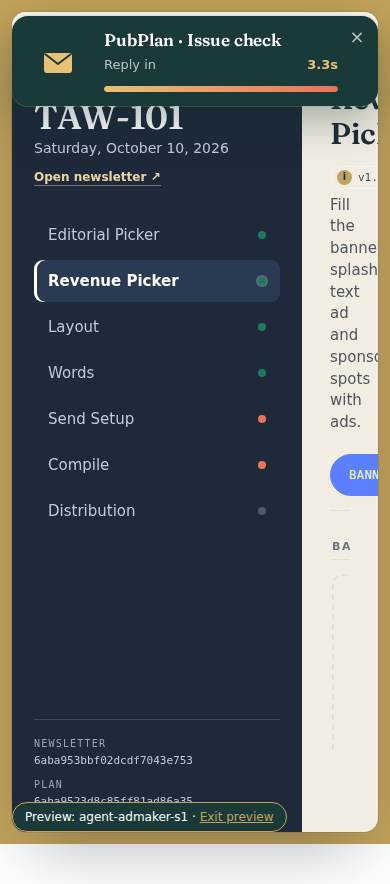 PubPlan · Issue check
Reply in 3.3s
TAW-101
Saturday, October 10, 2026
Open newsletter ↗
Editorial Picker
Revenue Picker
Layout
Words
Send Setup
Compile
Distribution
NEWSLETTER
6aba953bbf02dcdf7043e753
PLAN
6aba9523d8c85ff81ad86a35
Preview: agent-admaker-s1 · Exit preview
Pic
i v1.
Fill
the
banne
splash
text
ad
and
sponso
spots
with
ads.
BANN
BA